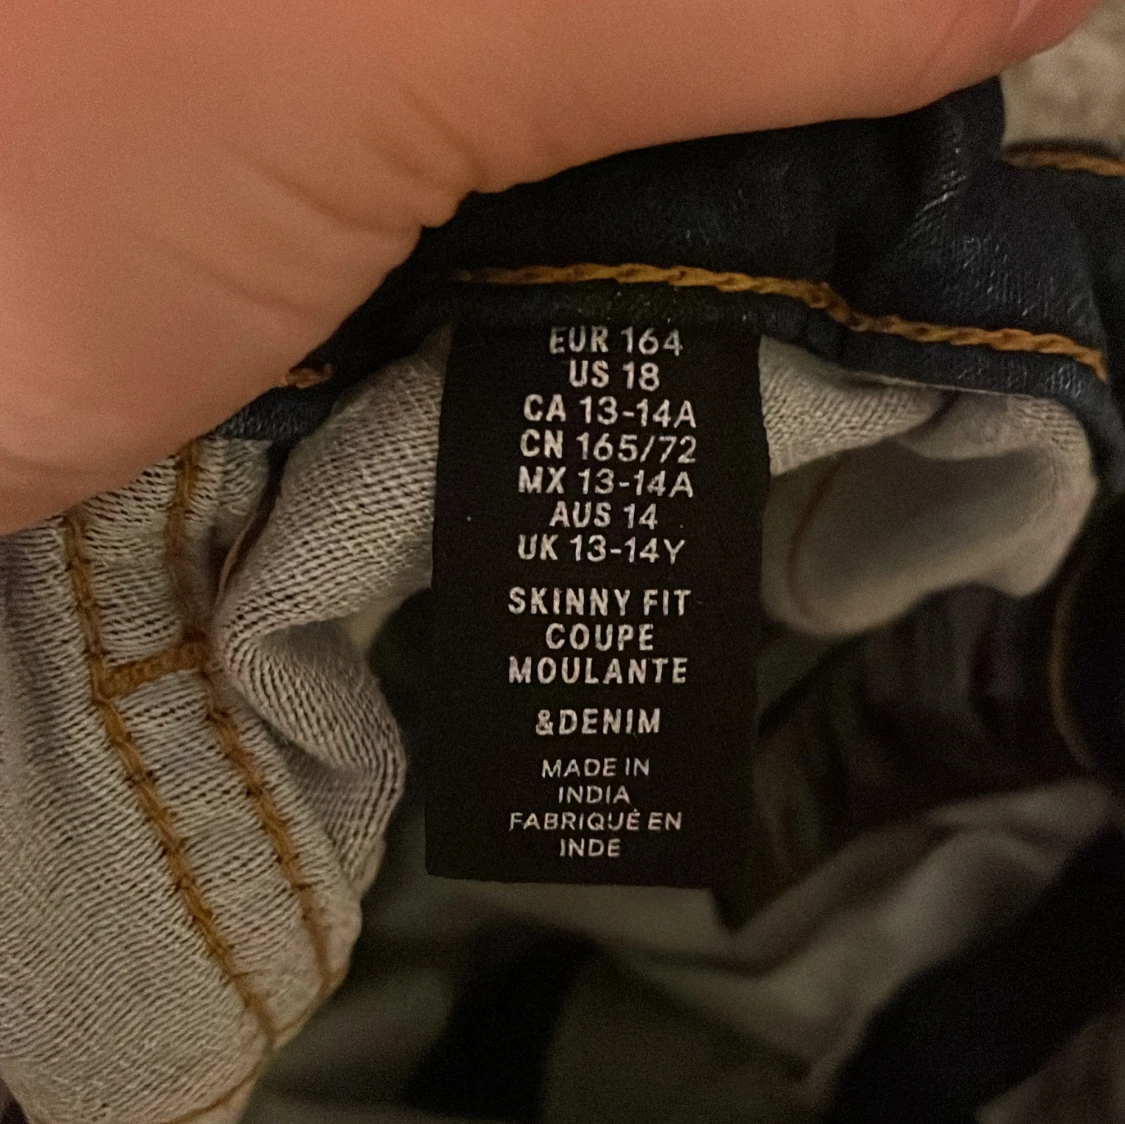 EUR 164
US 18
CA 13-14A
CN 165/72
MX 13-14A
AUS 14
UK 13-14Y
SKINNY FIT
COUPE
MOULANTE
&DENIM
MADE IN
INDIA
FABRIQUÉ EN
INDE